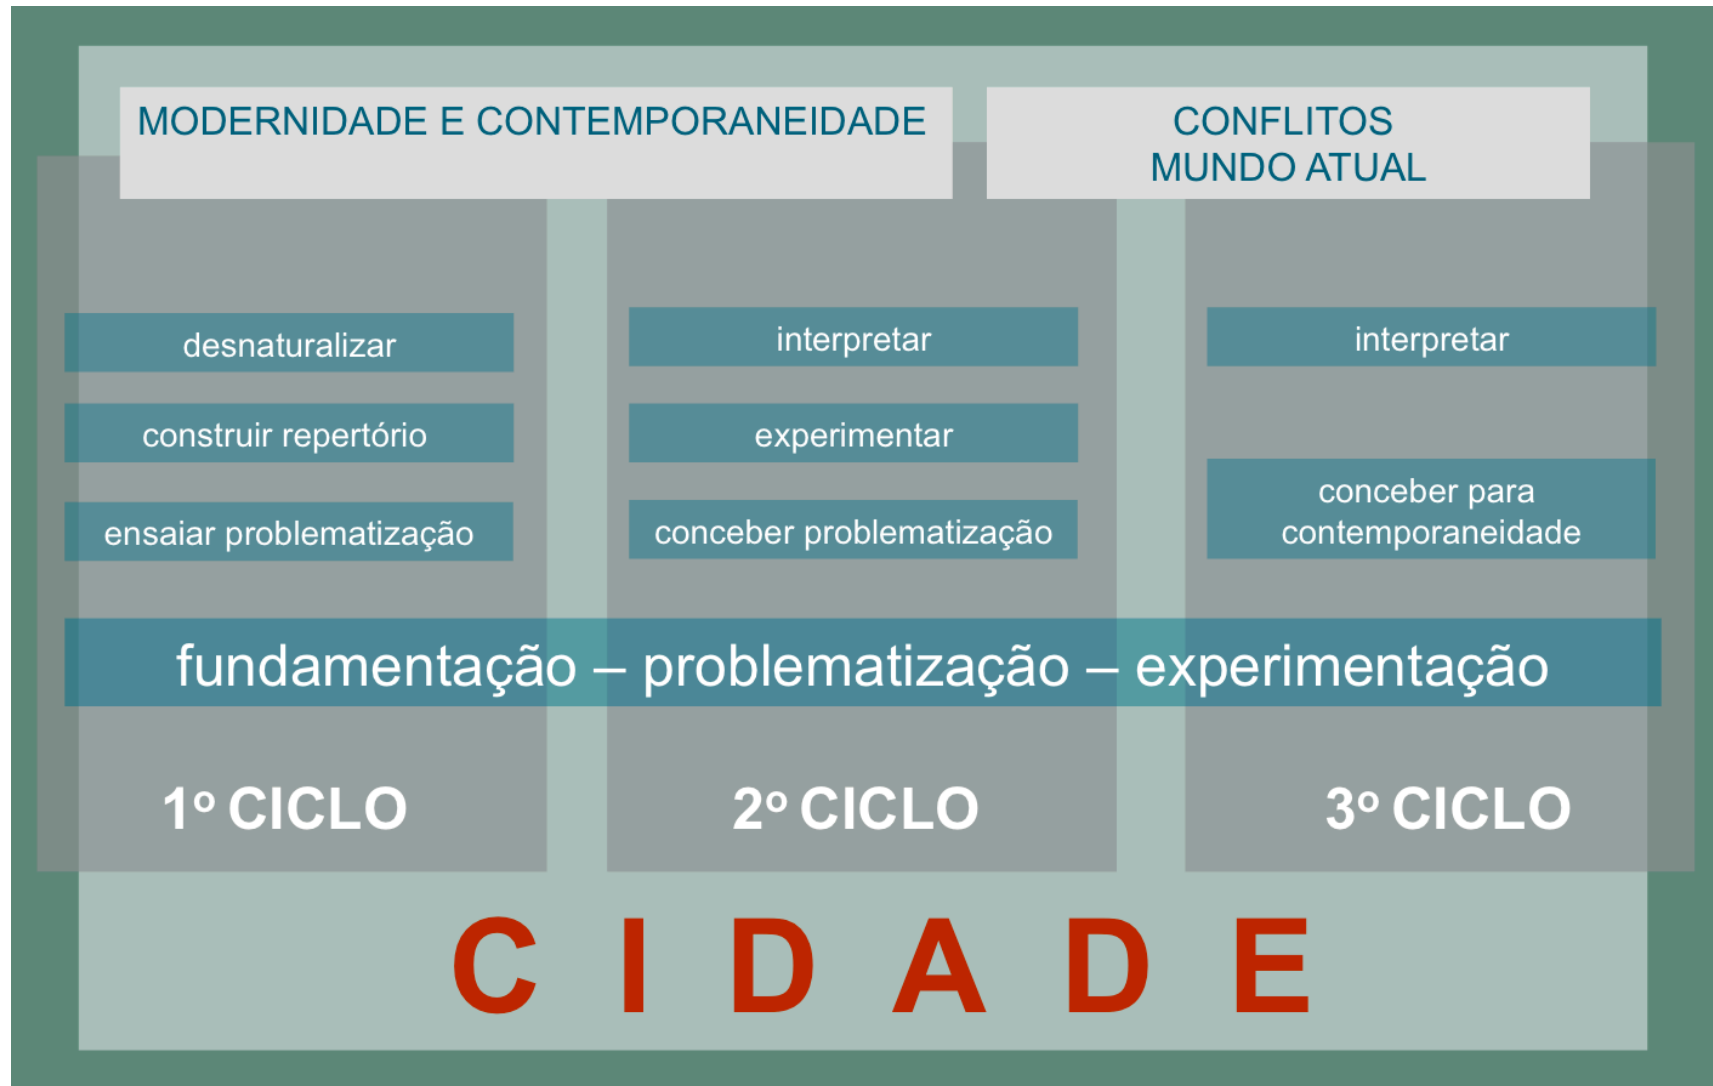 MODERNIDADE E CONTEMPORANEIDADE
CONFLITOS
MUNDO ATUAL
desnaturalizar
construir repertório
ensaiar problematização
interpretar
experimentar
conceber problematização
interpretar
conceber para
contemporaneidade
fundamentação – problematização – experimentação
1º CICLO
2º CICLO
3º CICLO
C I D A D E